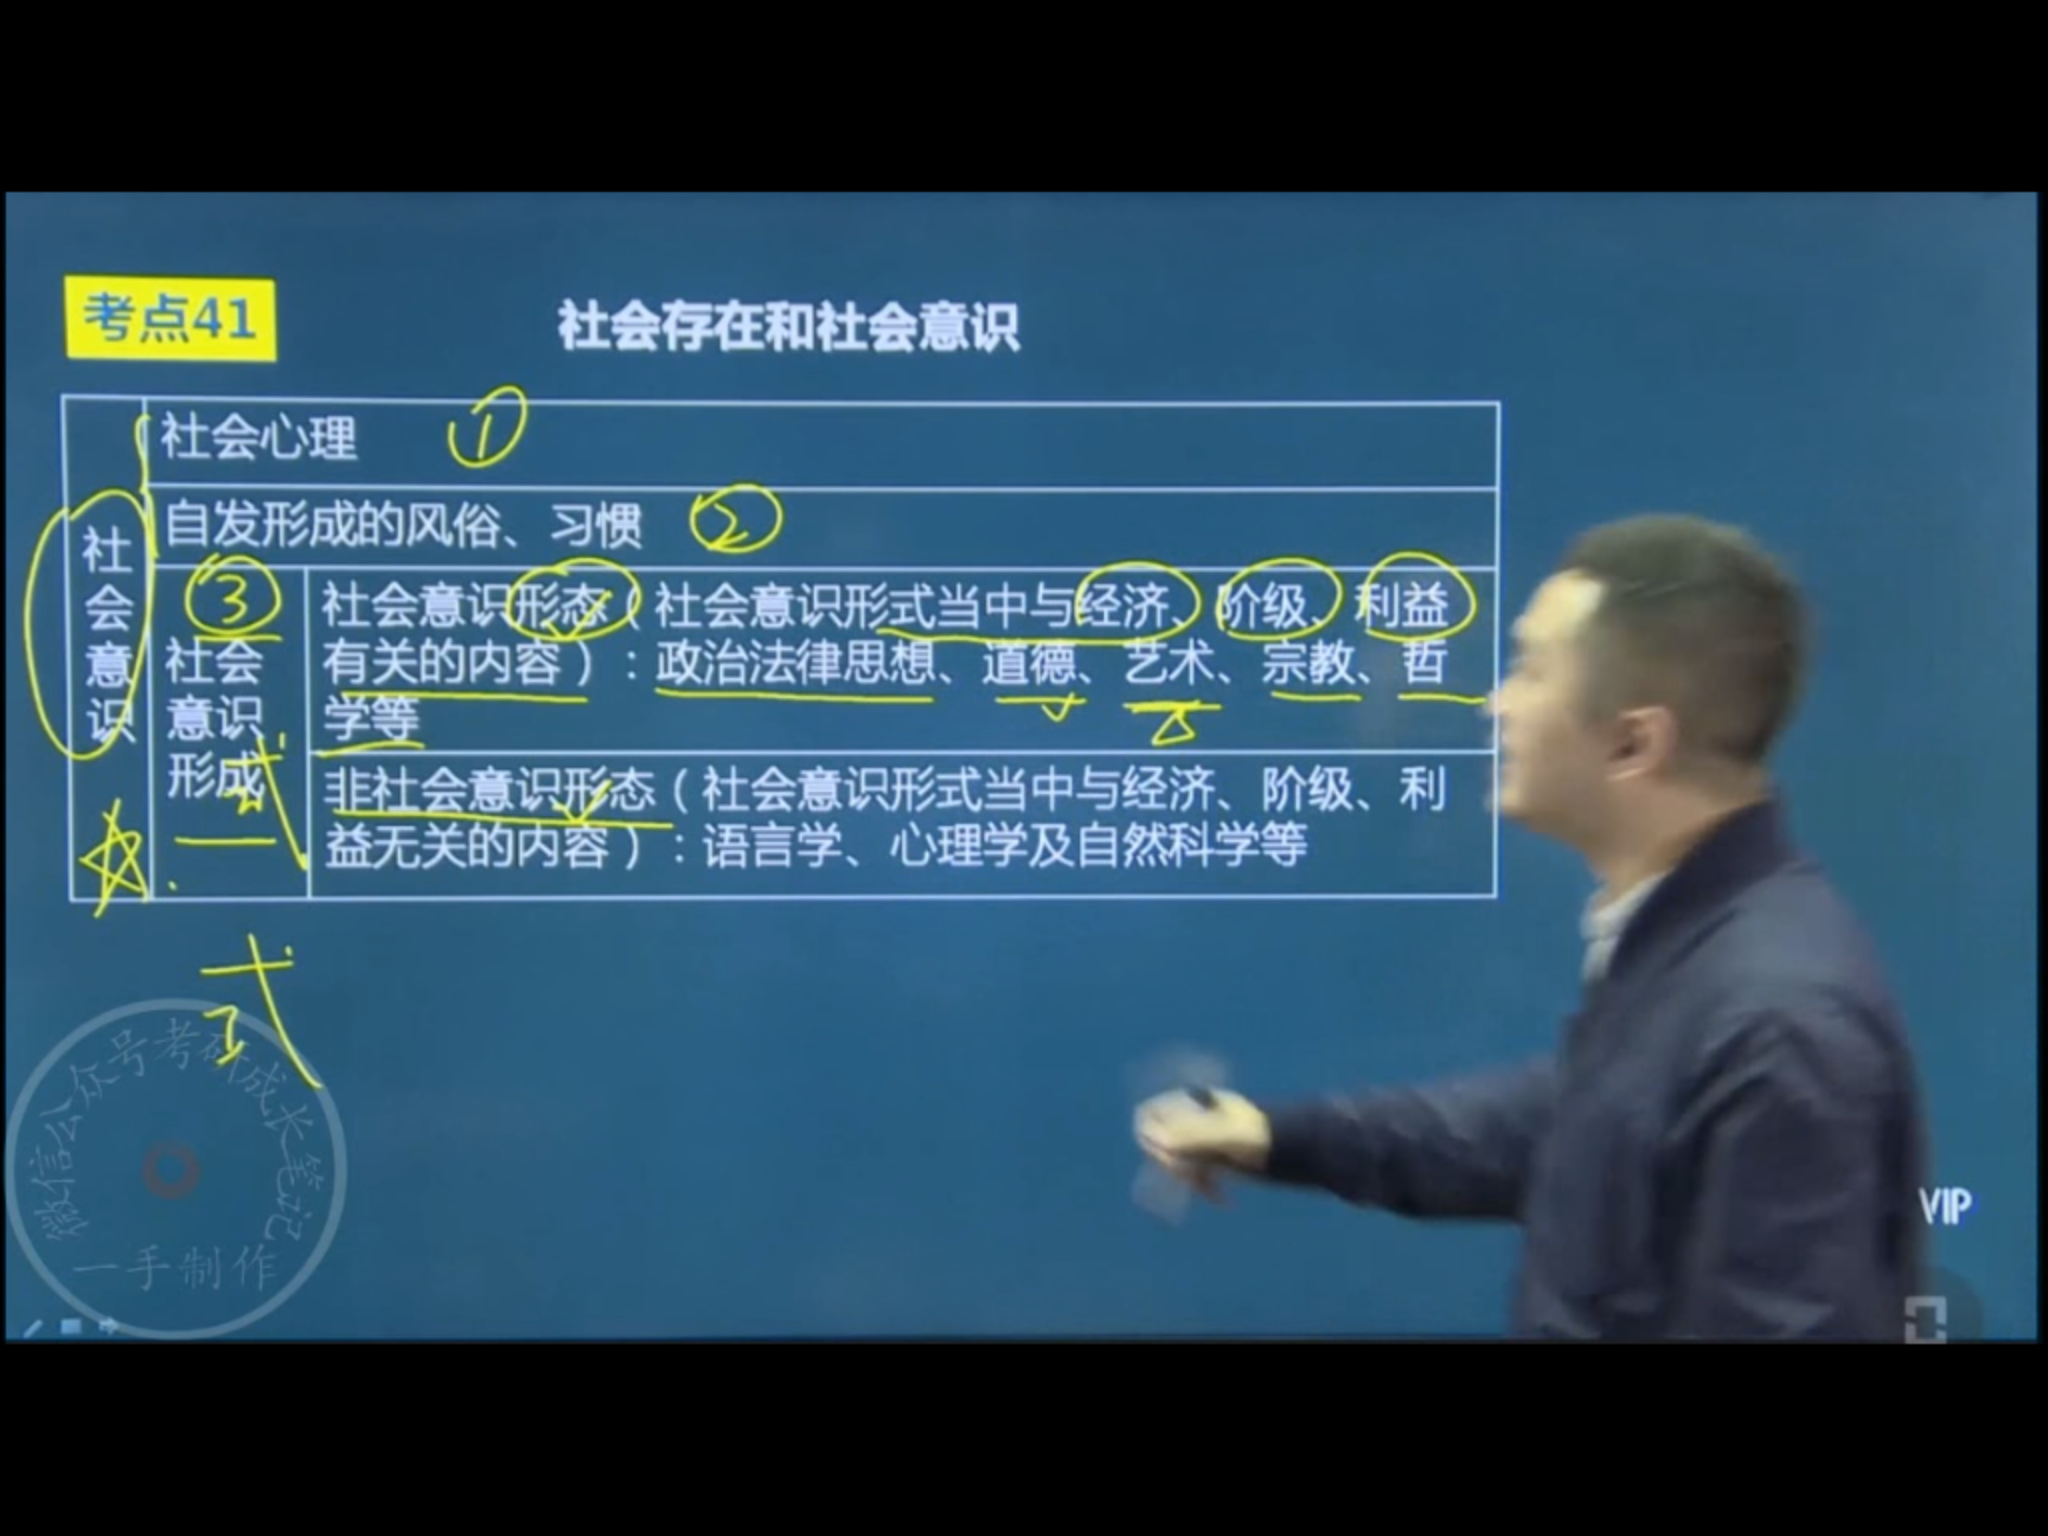 考点41
社会存在和社会意识
社会意识
社会心理 ①
自发形成的风俗、习惯 ②
③
社会
意识
形成
式
社会意识形态（社会意识形式当中与经济、阶级、利益
有关的内容）：政治法律思想、道德、艺术、宗教、哲
学等
非社会意识形态（社会意识形式当中与经济、阶级、利
益无关的内容）：语言学、心理学及自然科学等
式
微信公众号考研成长笔记
一手制作
VIP